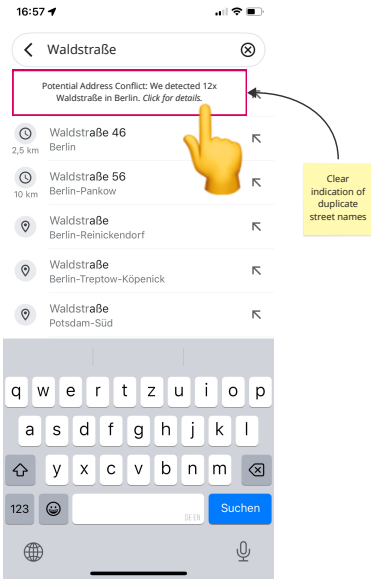 16:57
Waldstraße
Potential Address Conflict: We detected 12x
Waldstraße in Berlin. Click for details.
Clear
indication of
duplicate
street names
Waldstraße 46
Berlin
2,5 km
Waldstraße 56
Berlin-Pankow
10 km
Waldstraße
Berlin-Reinickendorf
Waldstraße
Berlin-Treptow-Köpenick
Waldstraße
Potsdam-Süd
q w e r t z u i o p
a s d f g h j k l
y x c v b n m
123
DE EN
Suchen